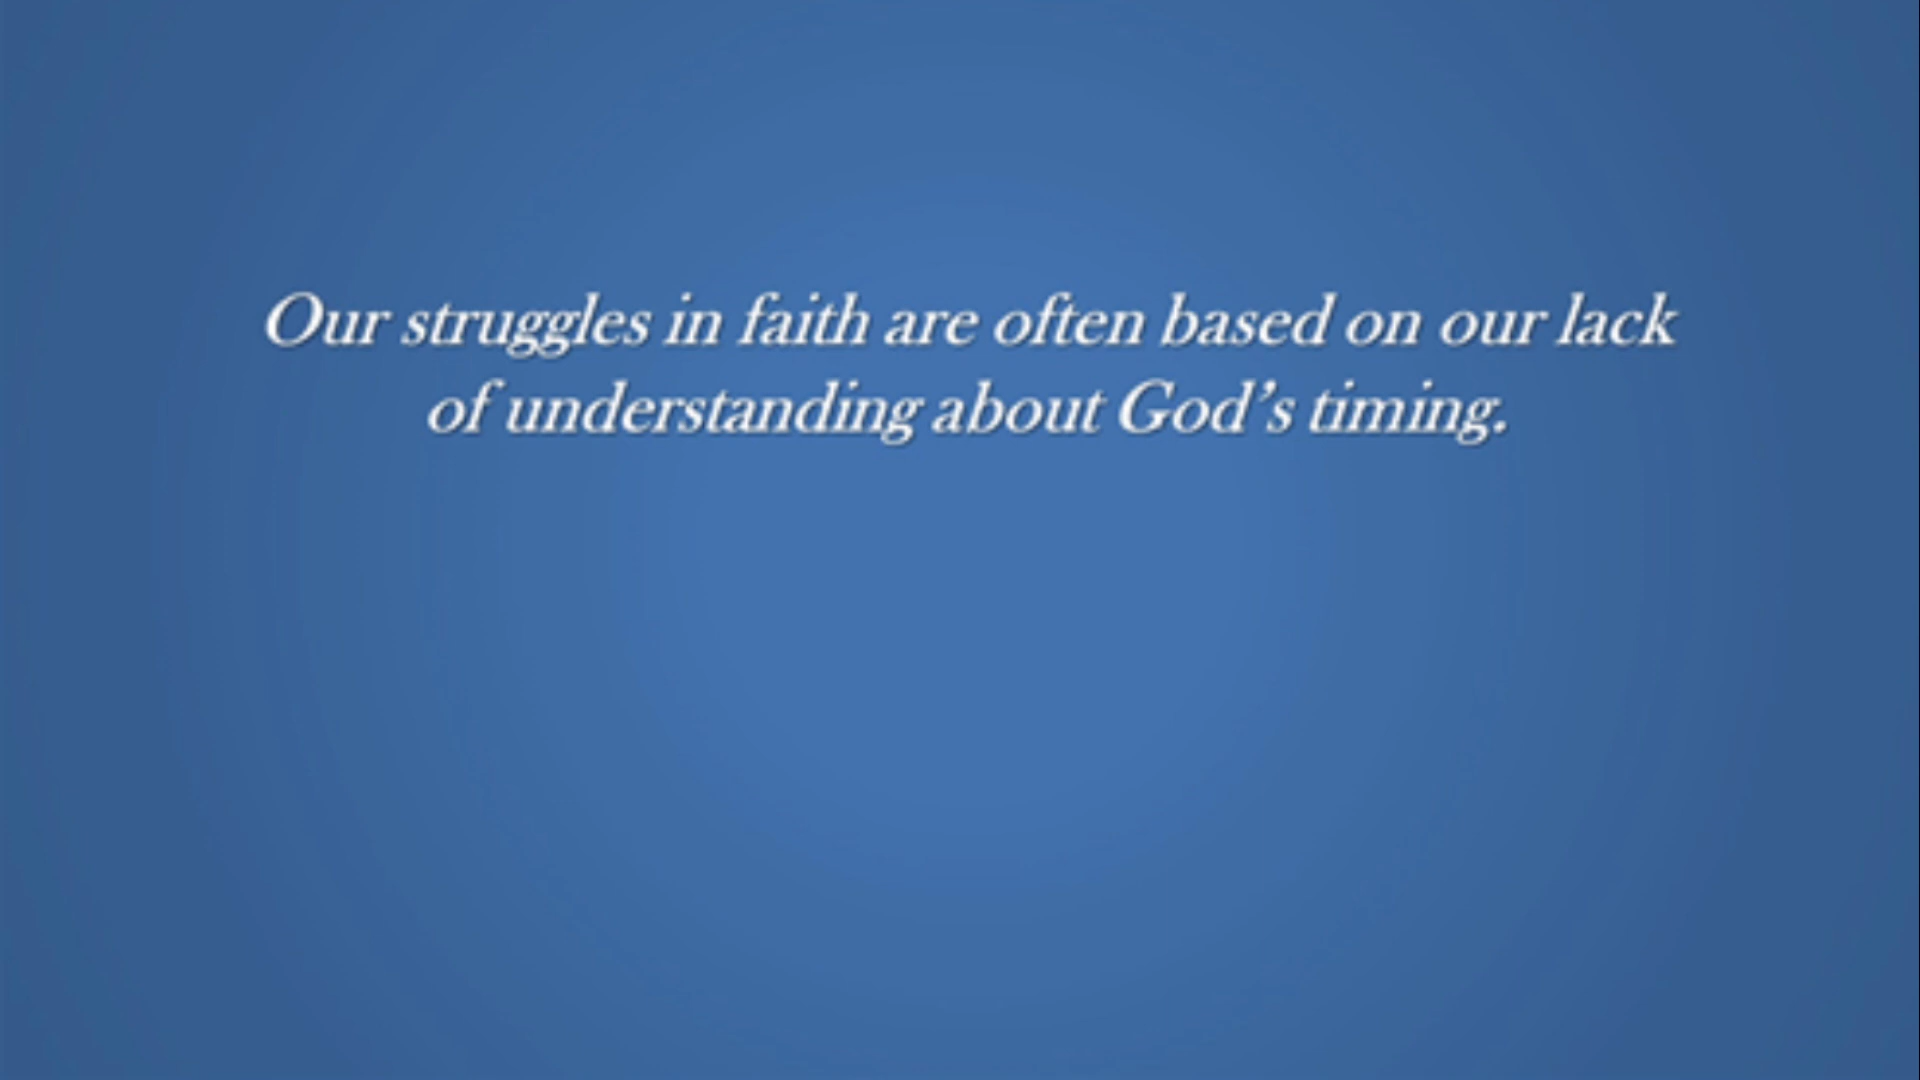 Our struggles in faith are often based on our lack
of understanding about God’s timing.